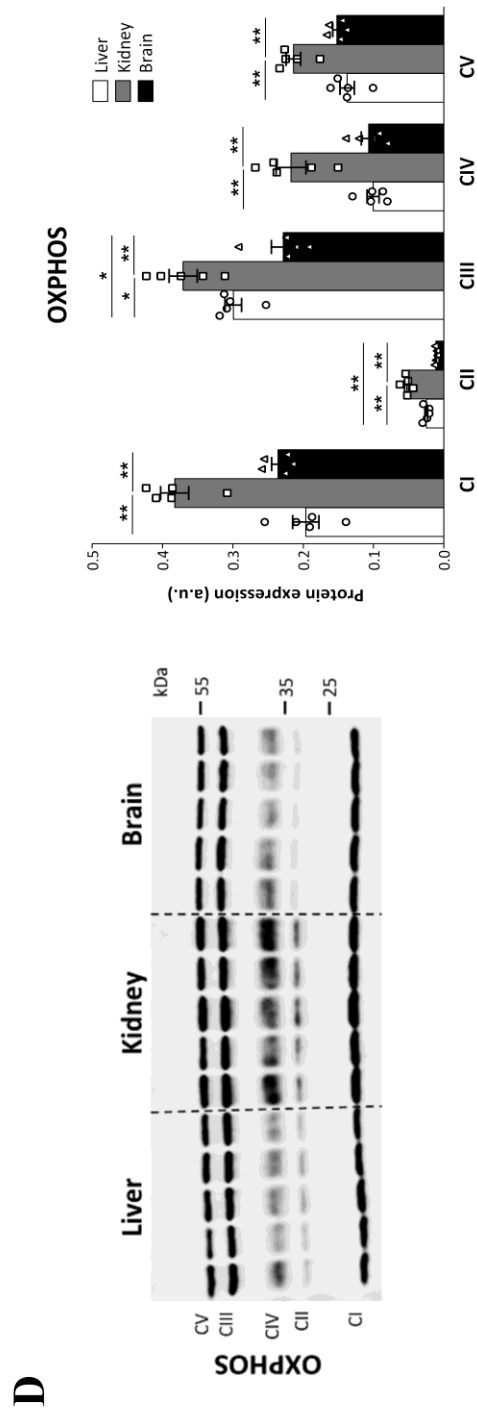 D
Liver Kidney Brain
kDa
OXPHOS
CV
CIII
CIV
CII
CI
55
35
25
OXPHOS
Liver
Kidney
Brain
Protein expression (a.u.)
0.5
0.4
0.3
0.2
0.1
0.0
** **
** **
**
* **
*
** **
** **
CI CII CIII CIV CV